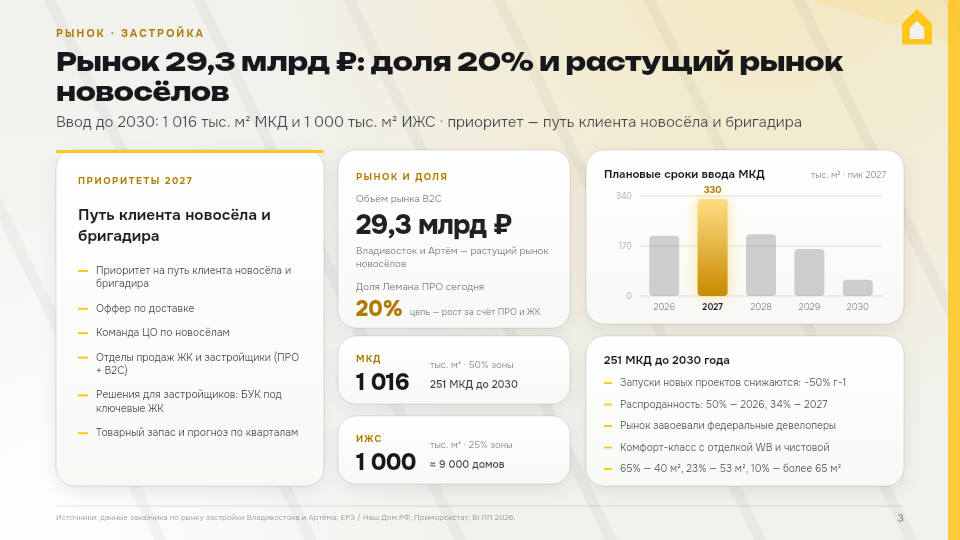 РЫНОК · ЗАСТРОЙКА
Рынок 29,3 млрд ₽: доля 20% и растущий рынок
новосёлов
Ввод до 2030: 1 016 тыс. м² МКД и 1 000 тыс. м² ИЖС · приоритет — путь клиента новосёла и бригадира
ПРИОРИТЕТЫ 2027
Путь клиента новосёла и
бригадира
Приоритет на путь клиента новосёла и
бригадира
Оффер по доставке
Команда ЦО по новосёлам
Отделы продаж ЖК и застройщики (ПРО
+ B2C)
Решения для застройщиков: БУК под
ключевые ЖК
Товарный запас и прогноз по кварталам
РЫНОК И ДОЛЯ
Объём рынка B2C
29,3 млрд ₽
Владивосток и Артём — растущий рынок
новосёлов
Доля Лемана ПРО сегодня
20% цель — рост за счёт ПРО и ЖК
МКД
1 016
тыс. м² · 50% зоны
251 МКД до 2030
ИЖС
1 000
тыс. м² · 25% зоны
≈ 9 000 домов
Плановые сроки ввода МКД
тыс. м² · пик 2027
330
340
170
0
2026 2027 2028 2029 2030
251 МКД до 2030 года
Запуски новых проектов снижаются: −50% г-1
Распроданность: 50% — 2026, 34% — 2027
Рынок завоевали федеральные девелоперы
Комфорт-класс с отделкой WB и чистовой
65% — 40 м², 23% — 53 м², 10% — более 65 м²
Источники: данные заказчика по рынку застройки Владивостока и Артёма; ЕРЗ / Наш.Дом.РФ, Приморскстат; BI ЛП 2026.
3